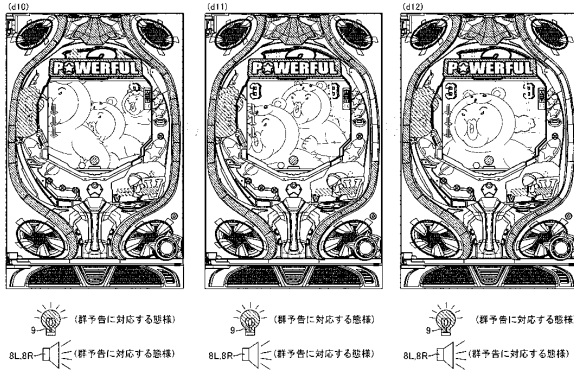 (d10) (d11) (d12)
POWERFUL POWERFUL POWERFUL
3 3 3 3
9 (群予告に対応する態様) 9 (群予告に対応する態様) 9 (群予告に対応する態様
8L,8R (群予告に対応する態様) 8L,8R (群予告に対応する態様) 8L,8R (群予告に対応する態様)